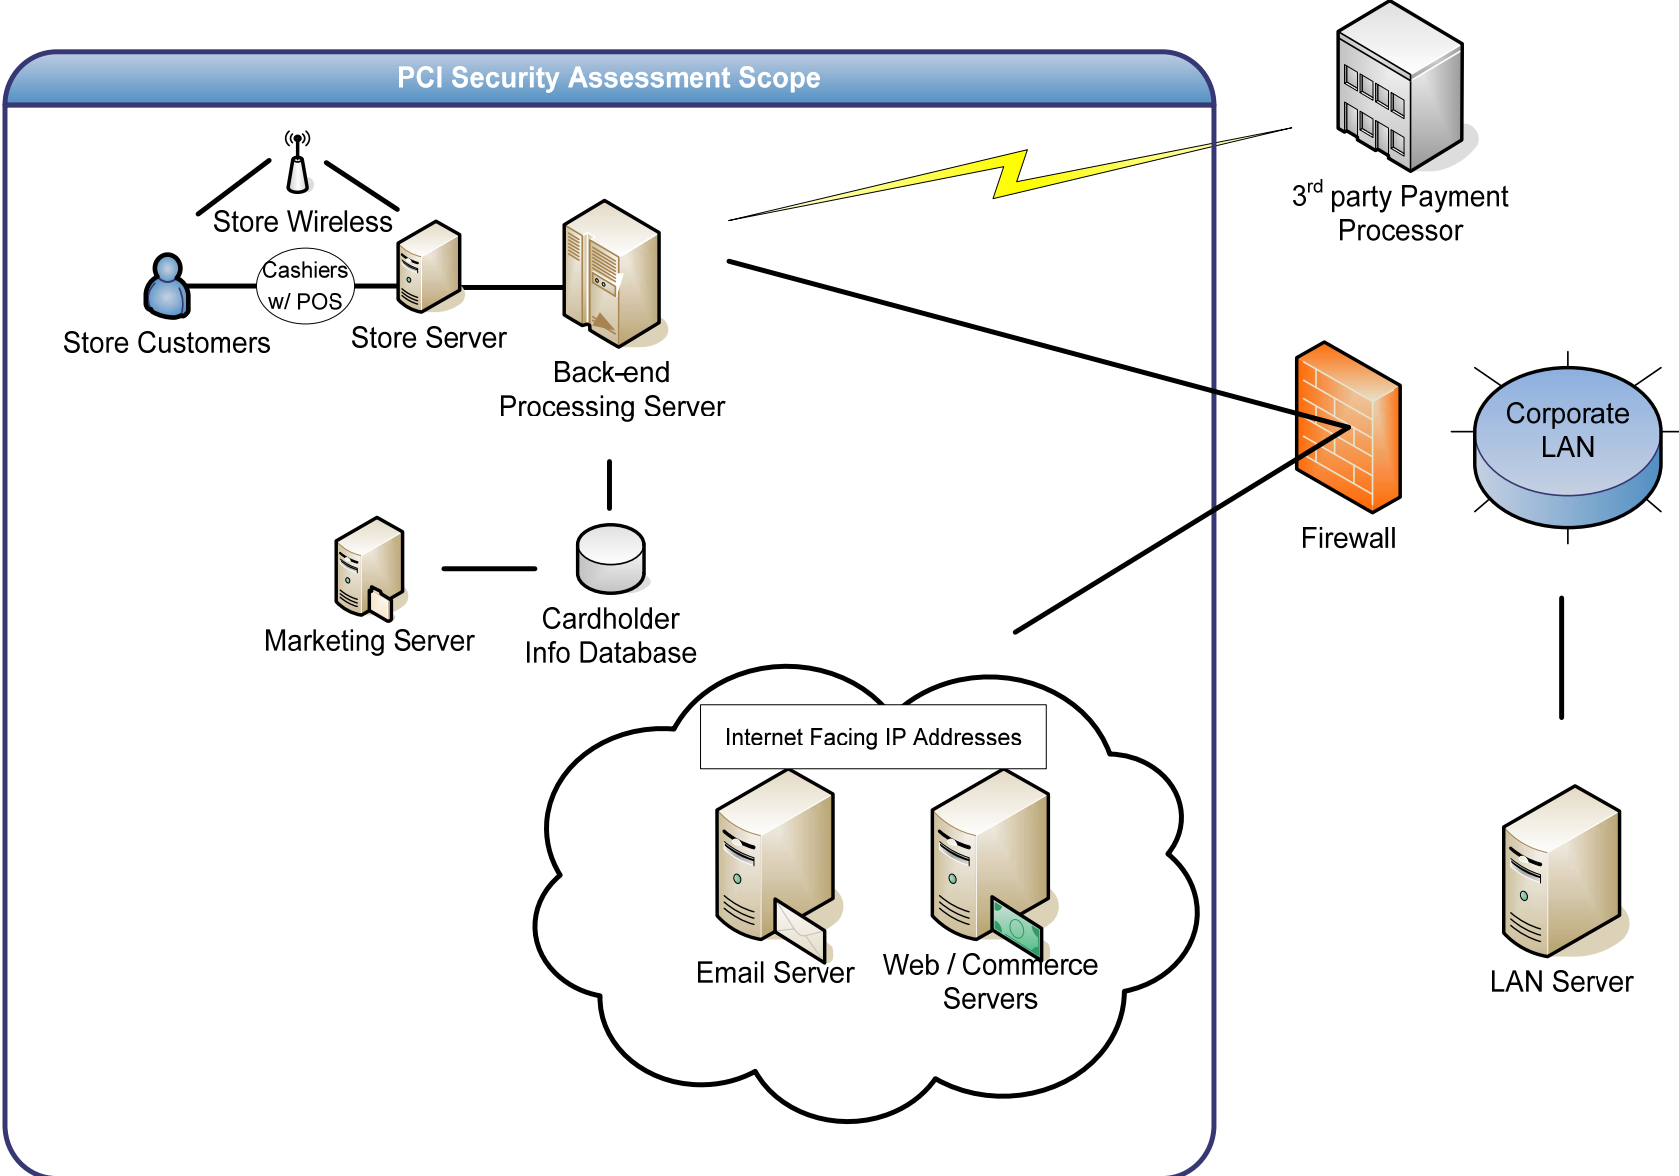 PCI Security Assessment Scope
Store Wireless
Cashiers
w/ POS
Store Customers
Store Server
Back-end
Processing Server
3rd party Payment
Processor
Corporate
LAN
Firewall
Marketing Server
Cardholder
Info Database
Internet Facing IP Addresses
Email Server
Web / Commerce
Servers
LAN Server